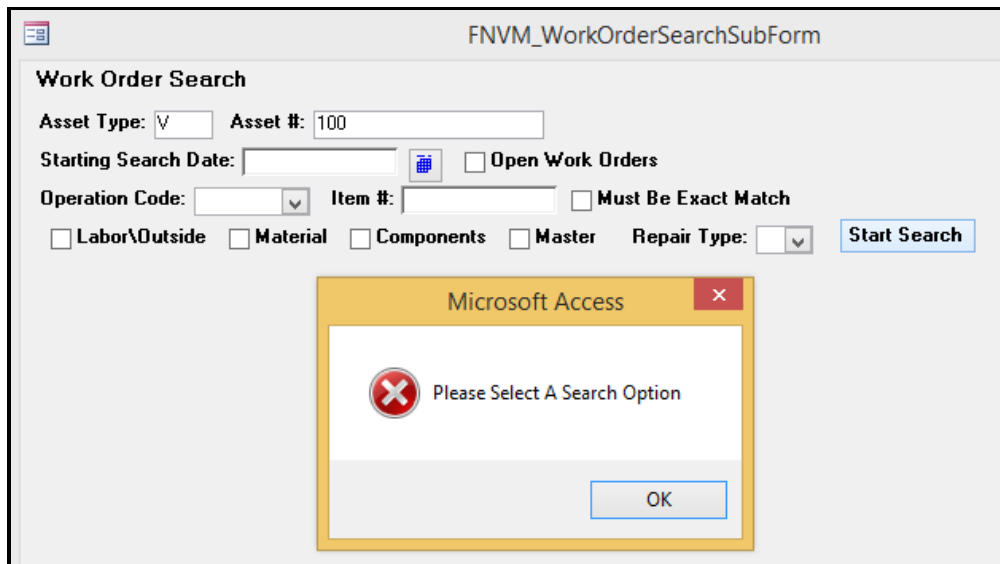 FNVM_WorkOrderSearchSubForm
Work Order Search
Asset Type: V Asset #: 100
Starting Search Date: Open Work Orders
Operation Code: Item #: Must Be Exact Match
Labor\Outside Material Components Master Repair Type: Start Search
Microsoft Access
Please Select A Search Option
OK